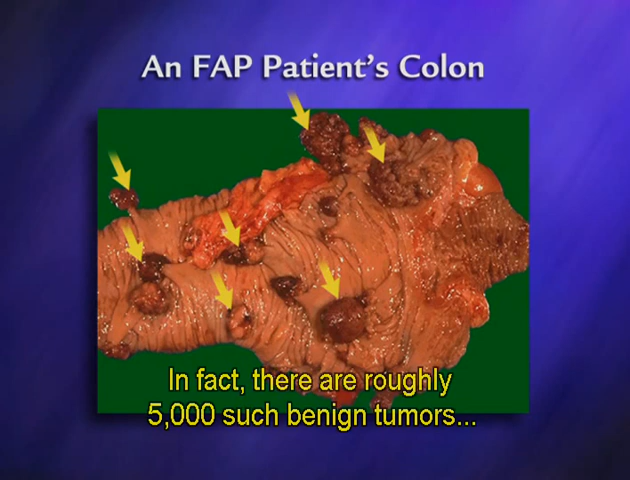 An FAP Patient's Colon
In fact, there are roughly
5,000 such benign tumors...